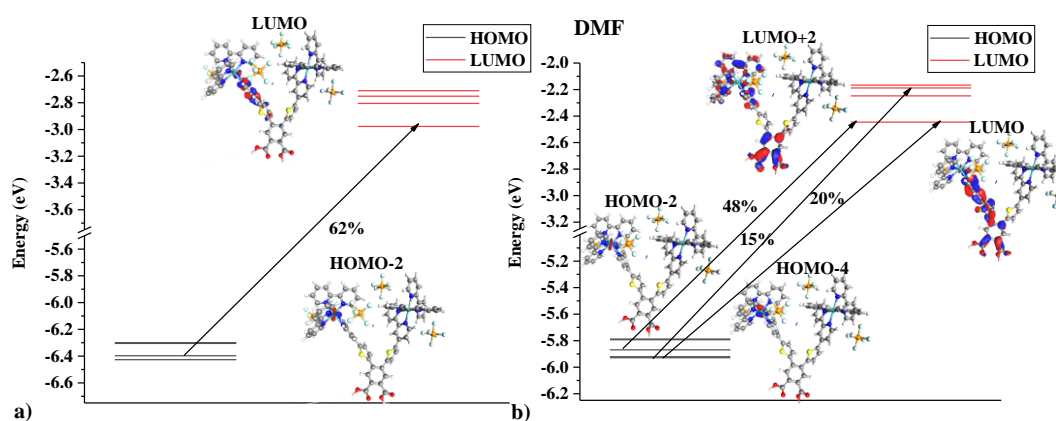 LUMO
HOMO
LUMO
-2.6
-2.8
-3.0
-3.2
-3.4
-3.6
-5.6
-5.8
-6.0
-6.2
-6.4
-6.6
Energy (eV)
62%
HOMO-2
a)
DMF
LUMO+2
HOMO
LUMO
-2.0
-2.2
-2.4
-2.6
-2.8
-3.0
-3.2
-5.4
-5.6
-5.8
-6.0
-6.2
Energy (eV)
LUMO
HOMO-2
48%
20%
15%
HOMO-4
b)